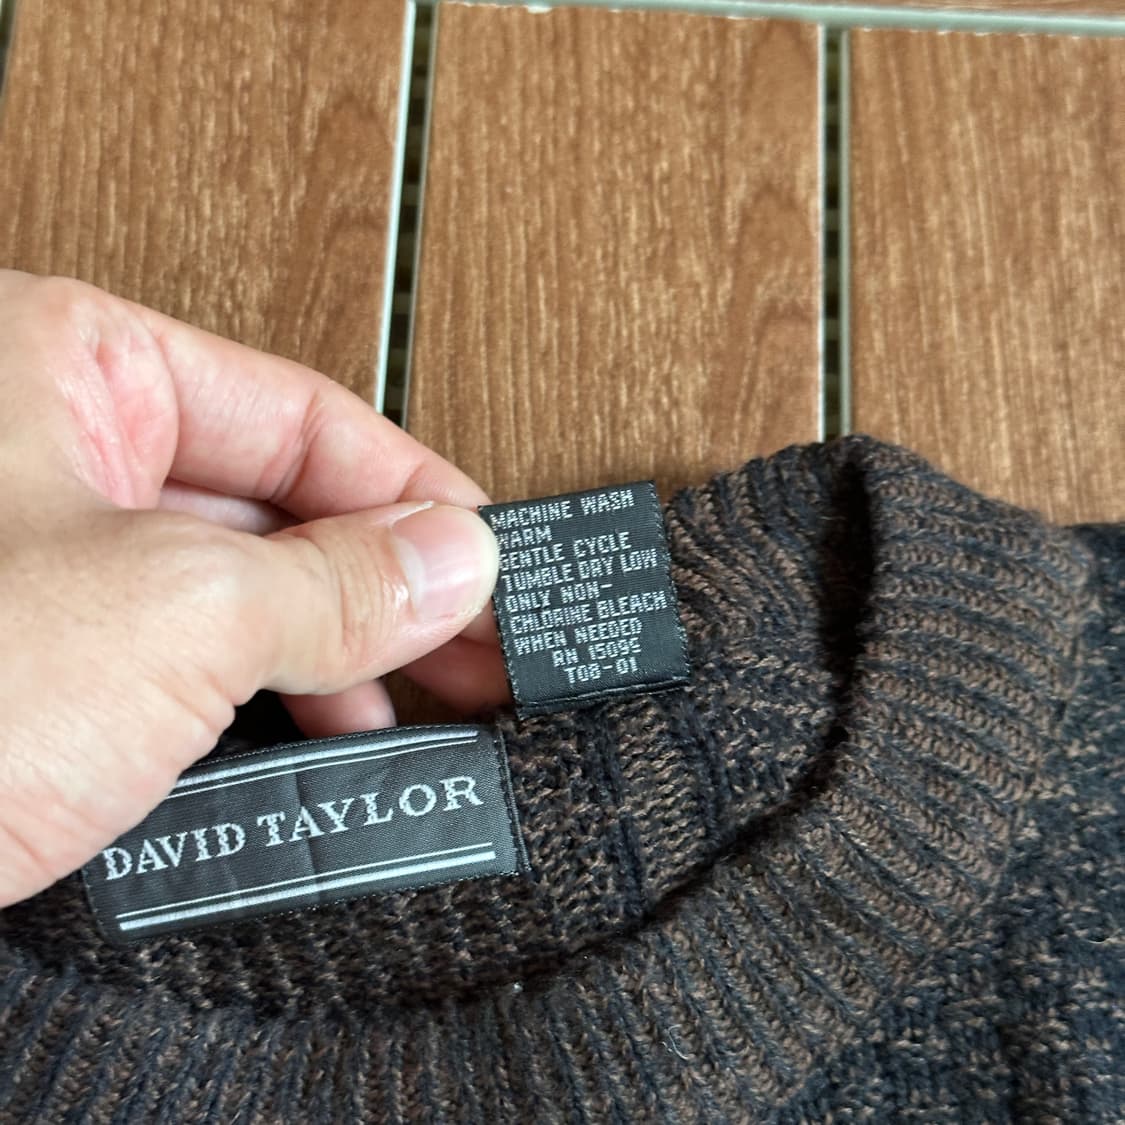 MACHINE WASH
WARM
GENTLE CYCLE
TUMBLE DRY LOW
ONLY NON-
CHLORINE BLEACH
WHEN NEEDED
RN 15099
T08-01
DAVID TAYLOR